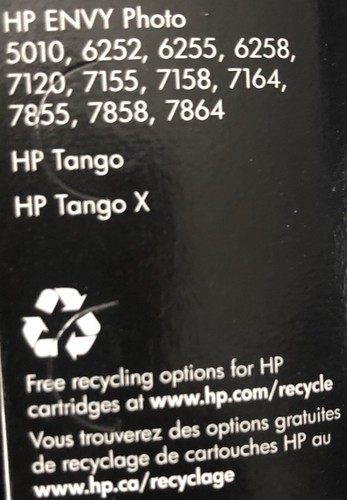 HP ENVY Photo
5010, 6252, 6255, 6258,
7120, 7155, 7158, 7164,
7855, 7858, 7864
HP Tango
HP Tango X
Free recycling options for HP
cartridges at www.hp.com/recycle
Vous trouverez des options gratuites
de recyclage de cartouches HP au
www.hp.ca/recyclage